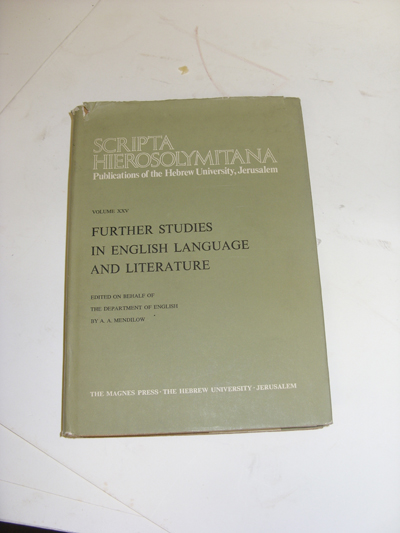 SCRIPTA
HIEROSOLYMITANA
Publications of the Hebrew University, Jerusalem
VOLUME XXV
FURTHER STUDIES
IN ENGLISH LANGUAGE
AND LITERATURE
EDITED ON BEHALF OF
THE DEPARTMENT OF ENGLISH
BY A. A. MENDILOW
THE MAGNES PRESS · THE HEBREW UNIVERSITY · JERUSALEM